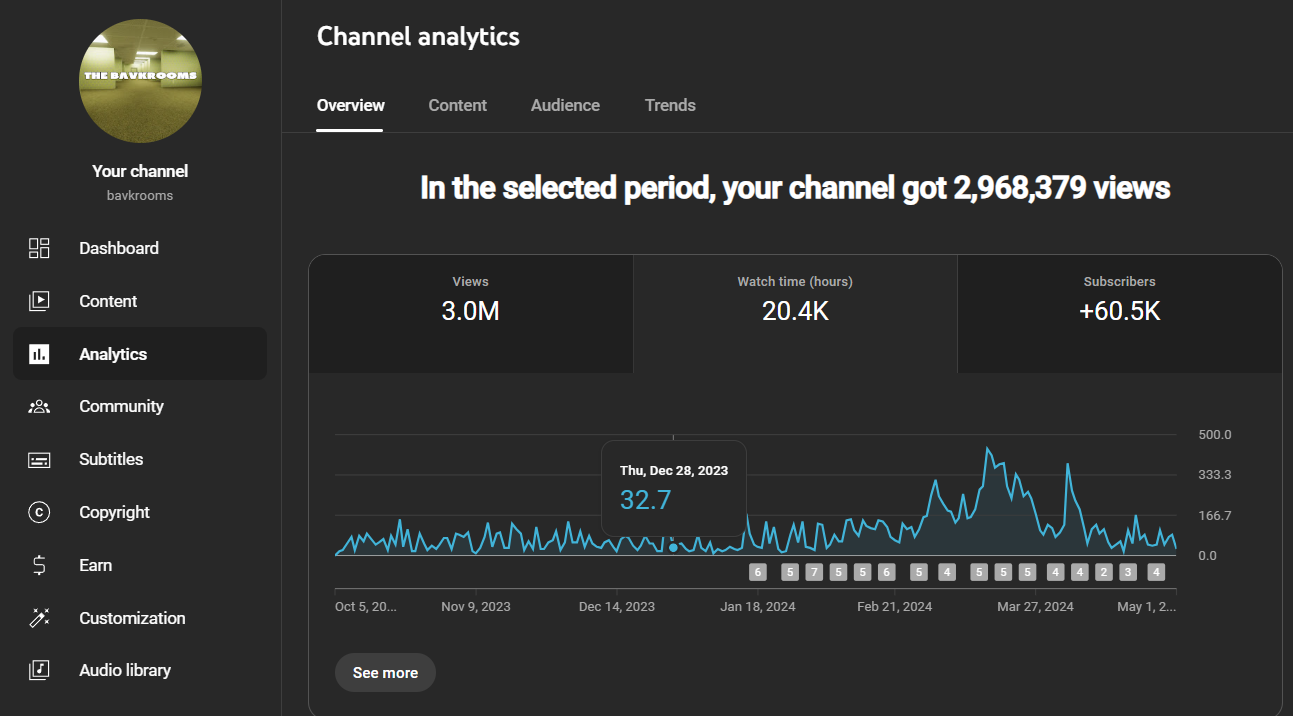 THE BAVKROOMS
Your channel
bavkrooms
Dashboard
Content
Analytics
Community
Subtitles
Copyright
Earn
Customization
Audio library
Channel analytics
Overview Content Audience Trends
In the selected period, your channel got 2,968,379 views
Views
3.0M
Watch time (hours)
20.4K
Subscribers
+60.5K
500.0
333.3
166.7
0.0
Thu, Dec 28, 2023
32.7
6 5 7 5 5 6 5 4 5 5 5 4 4 2 3 4
Oct 5, 20... Nov 9, 2023 Dec 14, 2023 Jan 18, 2024 Feb 21, 2024 Mar 27, 2024 May 1, 2...
See more